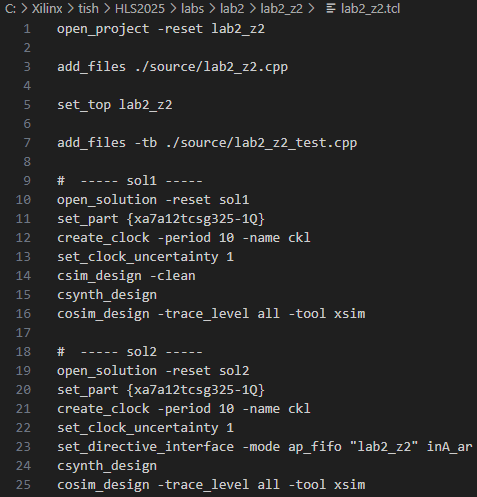 C: > Xilinx > tish > HLS2025 > labs > lab2 > lab2_z2 > lab2_z2.tcl
1 open_project -reset lab2_z2
2
3 add_files ./source/lab2_z2.cpp
4
5 set_top lab2_z2
6
7 add_files -tb ./source/lab2_z2_test.cpp
8
9 # ----- sol1 -----
10 open_solution -reset sol1
11 set_part {xa7a12tcsg325-1Q}
12 create_clock -period 10 -name ckl
13 set_clock_uncertainty 1
14 csim_design -clean
15 csynth_design
16 cosim_design -trace_level all -tool xsim
17
18 # ----- sol2 -----
19 open_solution -reset sol2
20 set_part {xa7a12tcsg325-1Q}
21 create_clock -period 10 -name ckl
22 set_clock_uncertainty 1
23 set_directive_interface -mode ap_fifo "lab2_z2" inA_ar
24 csynth_design
25 cosim_design -trace_level all -tool xsim